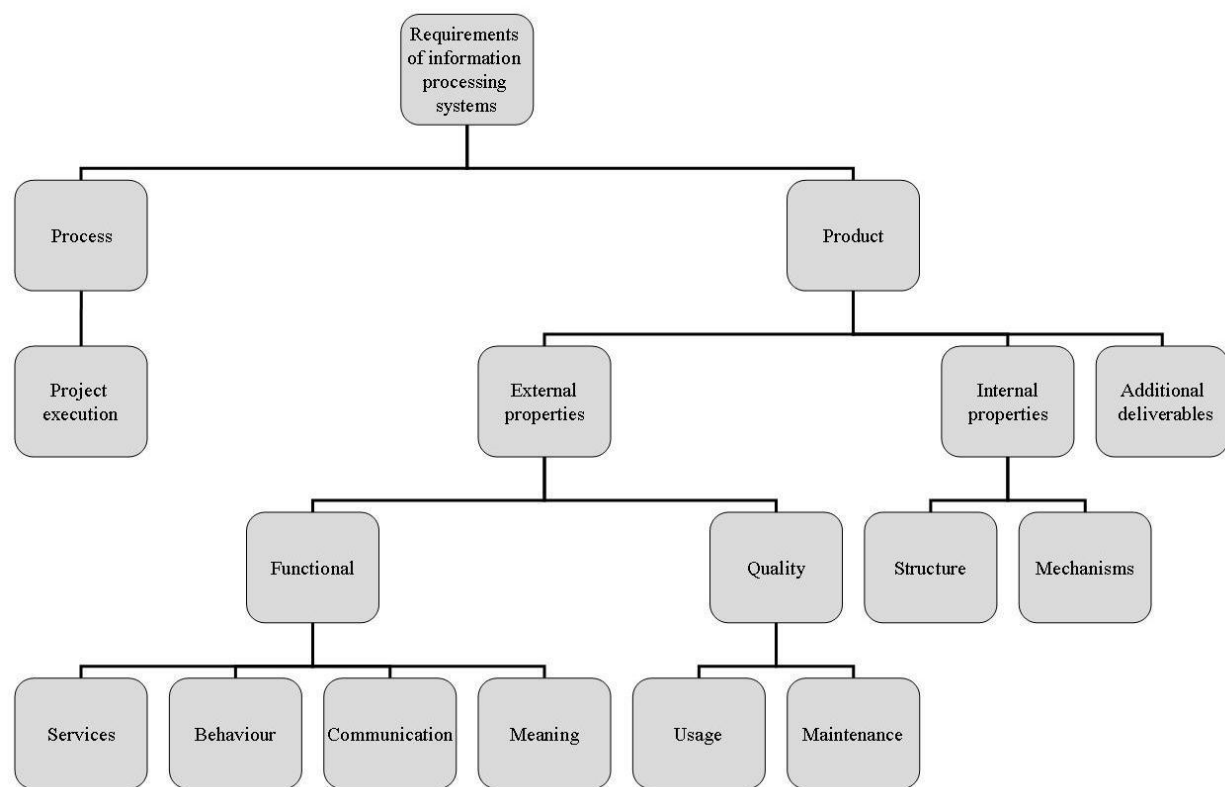 Requirements
of information
processing
systems
Process
Product
Project
execution
External
properties
Internal
properties
Additional
deliverables
Functional
Quality
Structure
Mechanisms
Services
Behaviour
Communication
Meaning
Usage
Maintenance